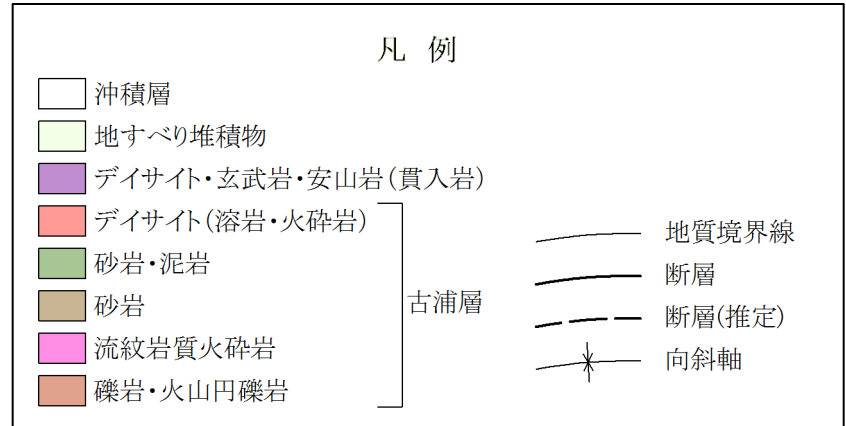 凡 例
沖積層
地すべり堆積物
デイサイト・玄武岩・安山岩(貫入岩)
デイサイト(溶岩・火砕岩)
砂岩・泥岩
砂岩
流紋岩質火砕岩
礫岩・火山円礫岩
古浦層
地質境界線
断層
断層(推定)
向斜軸